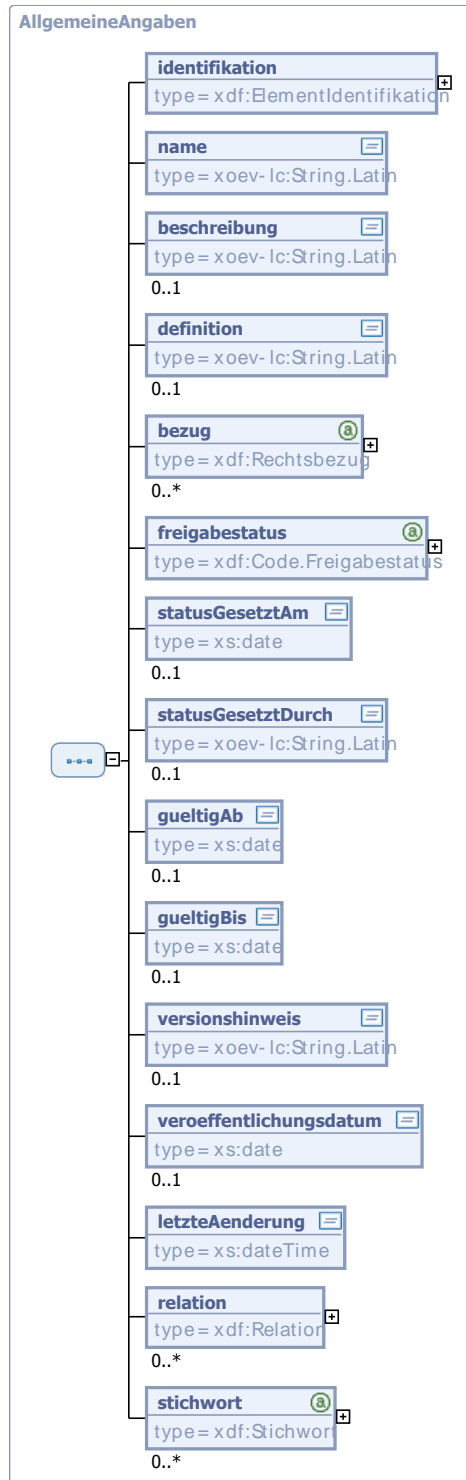 AllgemeineAngaben
identifikation
type=xdf:ElementIdentifikation
name
type=xoev-lc:String.Latin
beschreibung
type=xoev-lc:String.Latin
0..1
definition
type=xoev-lc:String.Latin
0..1
bezug
type=xdf:Rechtsbezug
0..*
freigabestatus
type=xdf:Code.Freigabestatus
statusGesetztAm
type=xs:date
0..1
statusGesetztDurch
type=xoev-lc:String.Latin
0..1
gueltigAb
type=xs:date
0..1
gueltigBis
type=xs:date
0..1
versionshinweis
type=xoev-lc:String.Latin
0..1
veroeffentlichungsdatum
type=xs:date
0..1
letzteAenderung
type=xs:dateTime
relation
type=xdf:Relation
0..*
stichwort
type=xdf:Stichwort
0..*